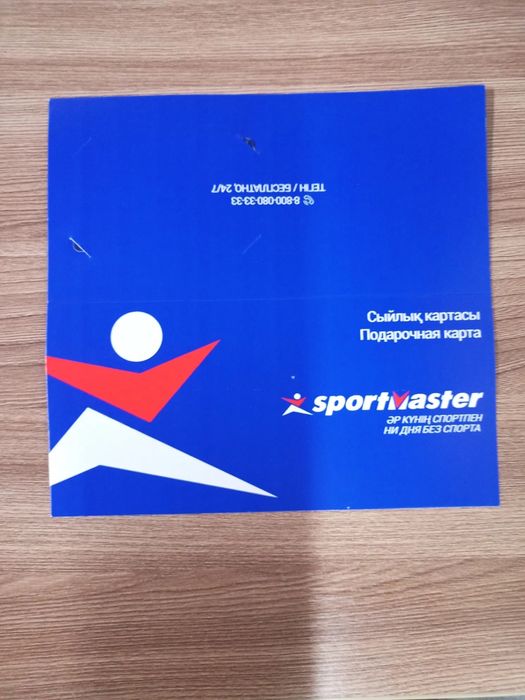 8-800-080-33-33
ТЕГІН / БЕСПЛАТНО, 24/7
Сыйлық картасы
Подарочная карта
sportmaster
ӘР КҮНІҢ СПОРТПЕН
НИ ДНЯ БЕЗ СПОРТА